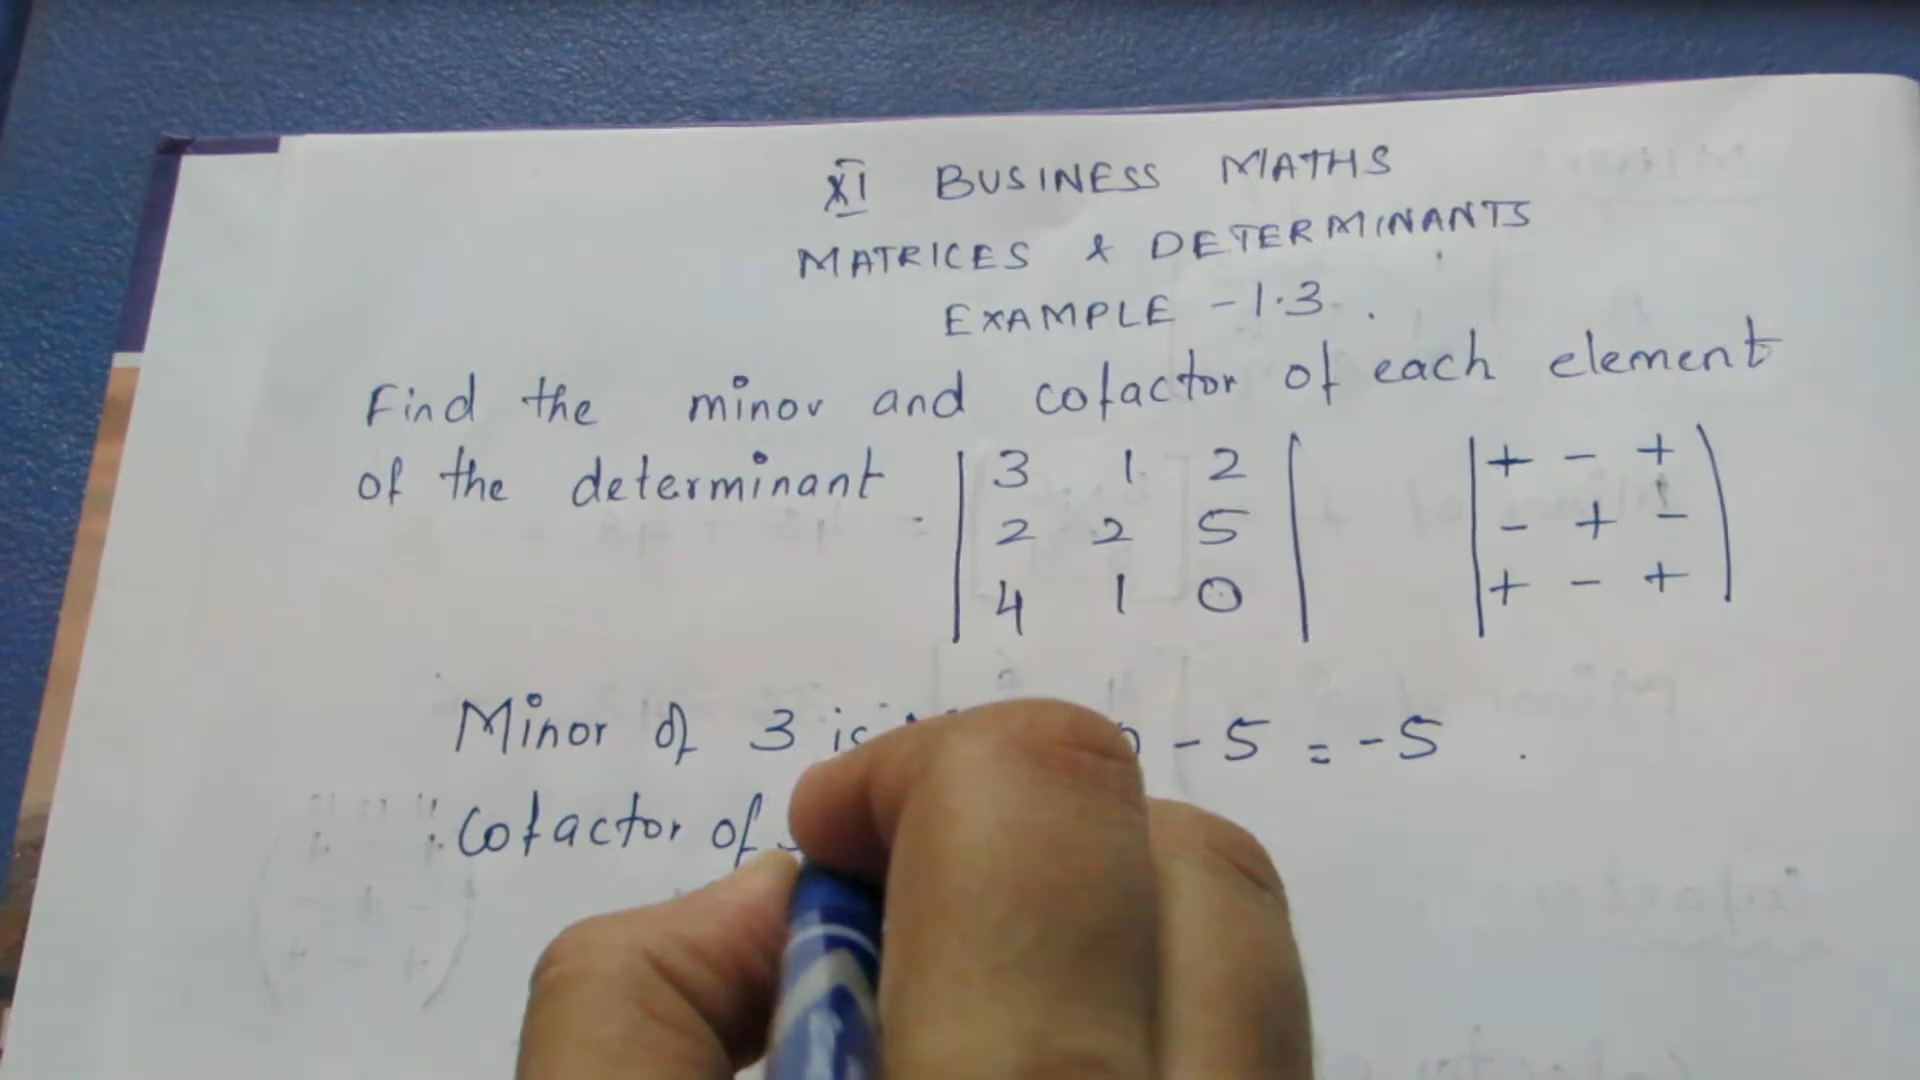 XI BUSINESS MATHS
MATRICES & DETERMINANTS
EXAMPLE - 1.3.
Find the minor and cofactor of each element
of the determinant | 3 1 2 | | + - + |
| 2 2 5 | | - + - |
| 4 1 0 | | + - + |
Minor of 3 is - 5 = -5
Cofactor of